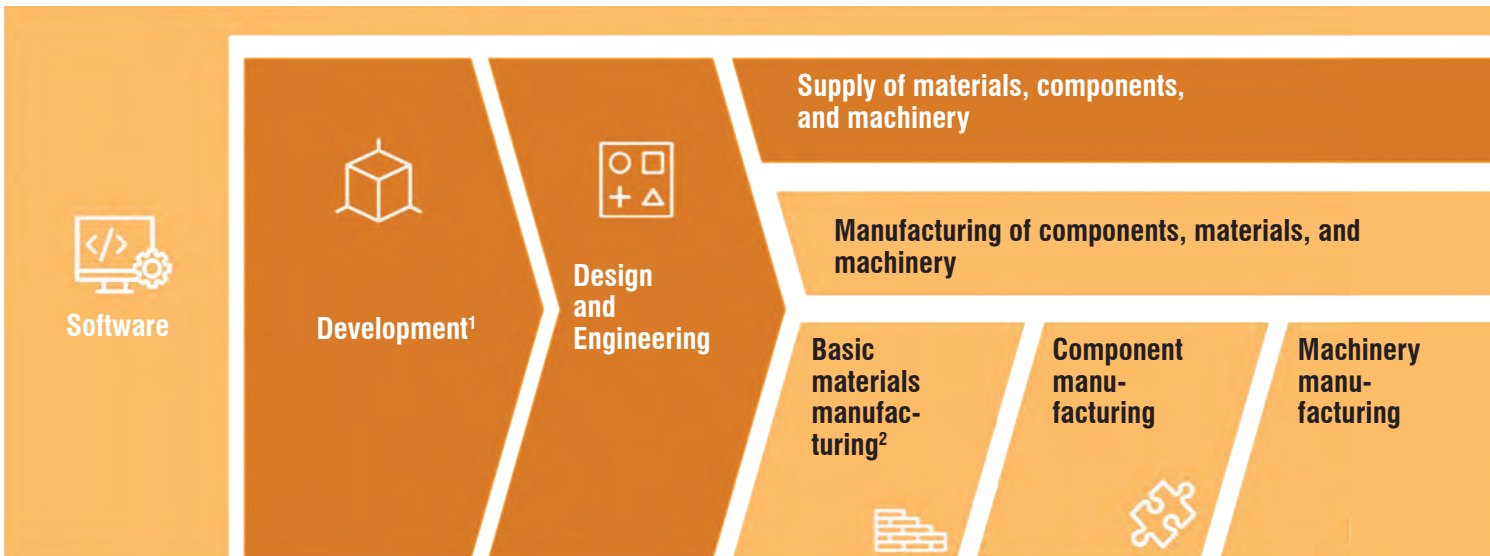 Software
Development¹
Design
and
Engineering
Supply of materials, components,
and machinery
Manufacturing of components, materials, and
machinery
Basic
materials
manufac-
turing²
Component
manu-
facturing
Machinery
manu-
facturing